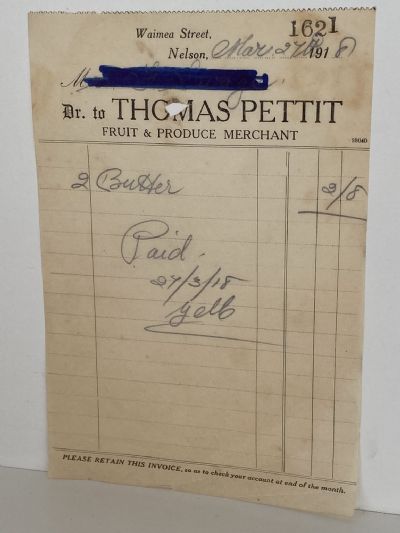 Waimea Street,
1621
Nelson, Mar 27th 1918
M
Dr. to THOMAS PETTIT
FRUIT & PRODUCE MERCHANT
2 Butter 2/8
Paid.
27/3/18
PLEASE RETAIN THIS INVOICE, so as to check your account at end of the month.